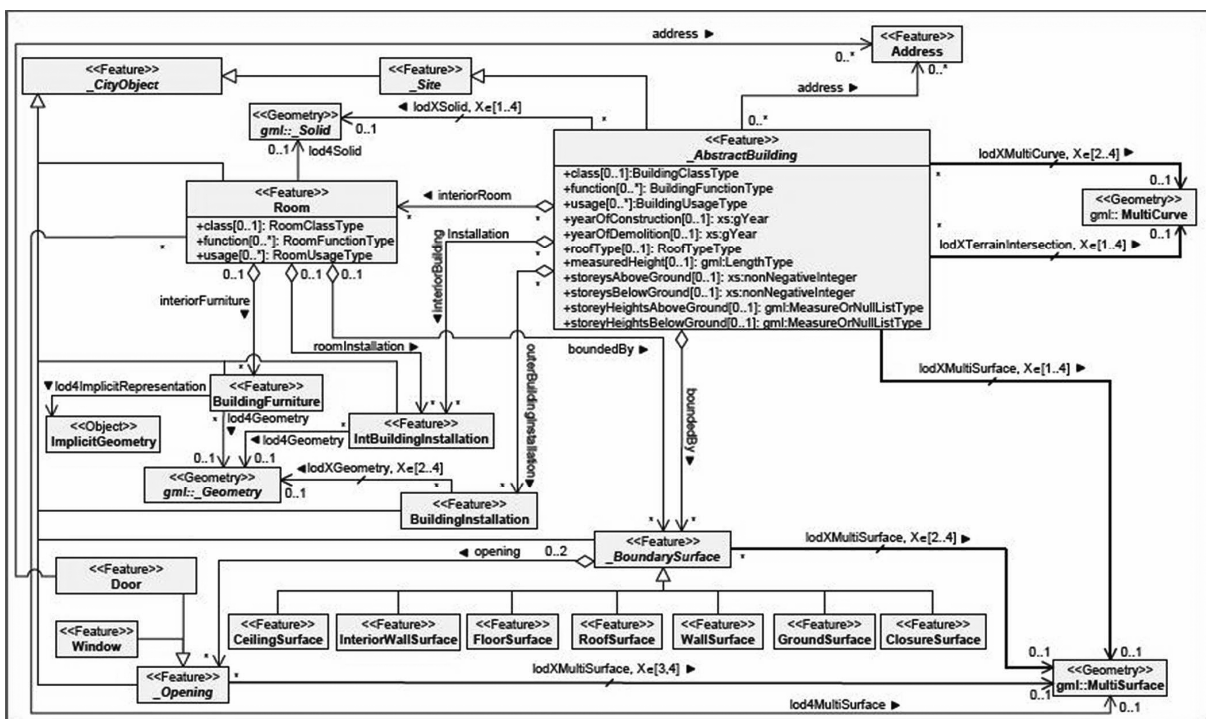 address ►
<<Feature>>
Address
0..*
0..*
<<Feature>>
_CityObject
<<Feature>>
_Site
address ►
0..*
<<Geometry>>
gml::_Solid
◄ lodXSolid, X∈[1..4]
*
0..1
0..1
lod4Solid
<<Feature>>
_AbstractBuilding
+class[0..1]:BuildingClassType
+function[0..*]: BuildingFunctionType
+usage[0..*]:BuildingUsageType
+yearOfConstruction[0..1]: xs:gYear
+yearOfDemolition[0..1]: xs:gYear
+roofType[0..1]: RoofTypeType
+measuredHeight[0..1]: gml:LengthType
+storeysAboveGround[0..1]: xs:nonNegativeInteger
+storeysBelowGround[0..1]: xs:nonNegativeInteger
+storeyHeightsAboveGround[0..1]: gml:MeasureOrNullListType
+storeyHeightsBelowGround[0..1]: gml:MeasureOrNullListType
lodXMultiCurve, X∈[2..4] ►
*
0..1
<<Geometry>>
gml:: MultiCurve
0..1
*
lodXTerrainIntersection, X∈[1..4] ►
<<Feature>>
Room
+class[0..1]: RoomClassType
+function[0..*]: RoomFunctionType
+usage[0..*]: RoomUsageType
*
◄ interiorRoom
*
*
Installation
*
◄interiorBuilding
*
0..1
0..1
0..1
interiorFurniture
▼
roomInstallation ►
outerBuildingInstallation►
boundedBy ►
boundedBy►
*
lodXMultiSurface, X∈[1..4] ►
▼lod4ImplicitRepresentation
*
<<Feature>>
BuildingFurniture
*
*
lod4Geometry
▼
*
*
<<Object>>
ImplicitGeometry
<<Feature>>
IntBuildingInstallation
*
◄ lod4Geometry
0..1
0..1
<<Geometry>>
gml::_Geometry
◄lodXGeometry, X∈[2..4]
0..1
*
*
<<Feature>>
BuildingInstallation
*
*
<<Feature>>
_BoundarySurface
◄ opening
0..2
lodXMultiSurface, X∈[2..4] ►
*
<<Feature>>
Door
<<Feature>>
Window
<<Feature>>
CeilingSurface
<<Feature>>
InteriorWallSurface
<<Feature>>
FloorSurface
<<Feature>>
RoofSurface
<<Feature>>
WallSurface
<<Feature>>
GroundSurface
<<Feature>>
ClosureSurface
*
<<Feature>>
_Opening
*
lodXMultiSurface, X∈[3,4] ►
0..1
0..1
<<Geometry>>
gml::MultiSurface
0..1
lod4MultiSurface ►
0..1